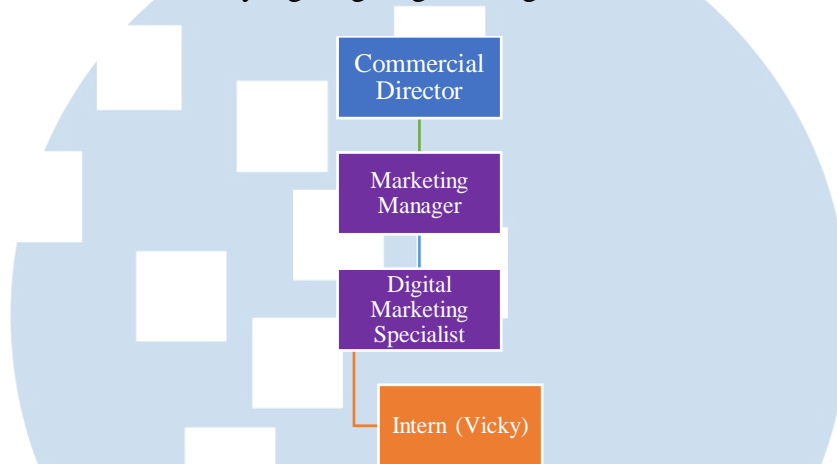 Commercial
Director
Marketing
Manager
Digital
Marketing
Specialist
Intern (Vicky)